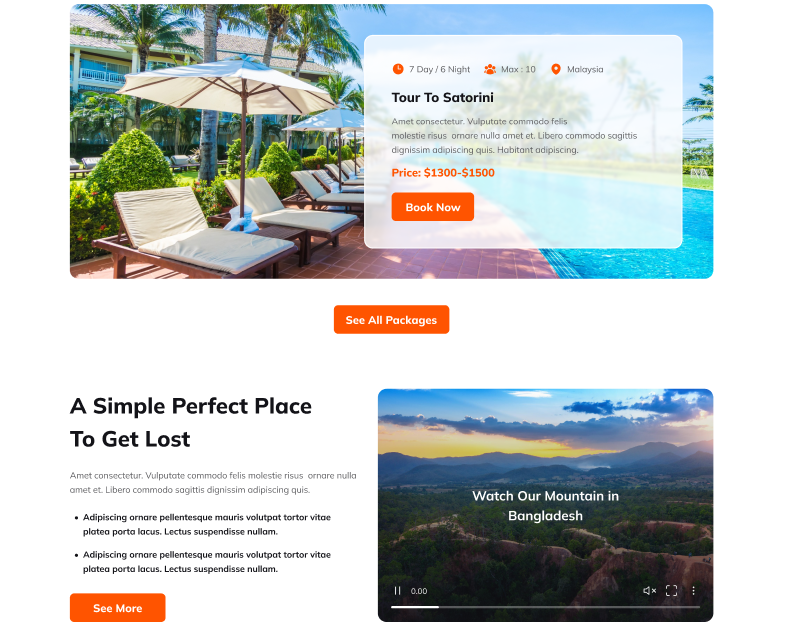 7 Day / 6 Night Max : 10 Malaysia
Tour To Satorini
Amet consectetur. Vulputate commodo felis
molestie risus ornare nulla amet et. Libero commodo sagittis
dignissim adipiscing quis. Habitant adipiscing.
Price: $1300-$1500
Book Now
See All Packages
A Simple Perfect Place
To Get Lost
Amet consectetur. Vulputate commodo felis molestie risus ornare nulla
amet et. Libero commodo sagittis dignissim adipiscing quis.
• Adipiscing ornare pellentesque mauris volutpat tortor vitae
platea porta lacus. Lectus suspendisse nullam.
• Adipiscing ornare pellentesque mauris volutpat tortor vitae
platea porta lacus. Lectus suspendisse nullam.
See More
Watch Our Mountain in
Bangladesh
0.00